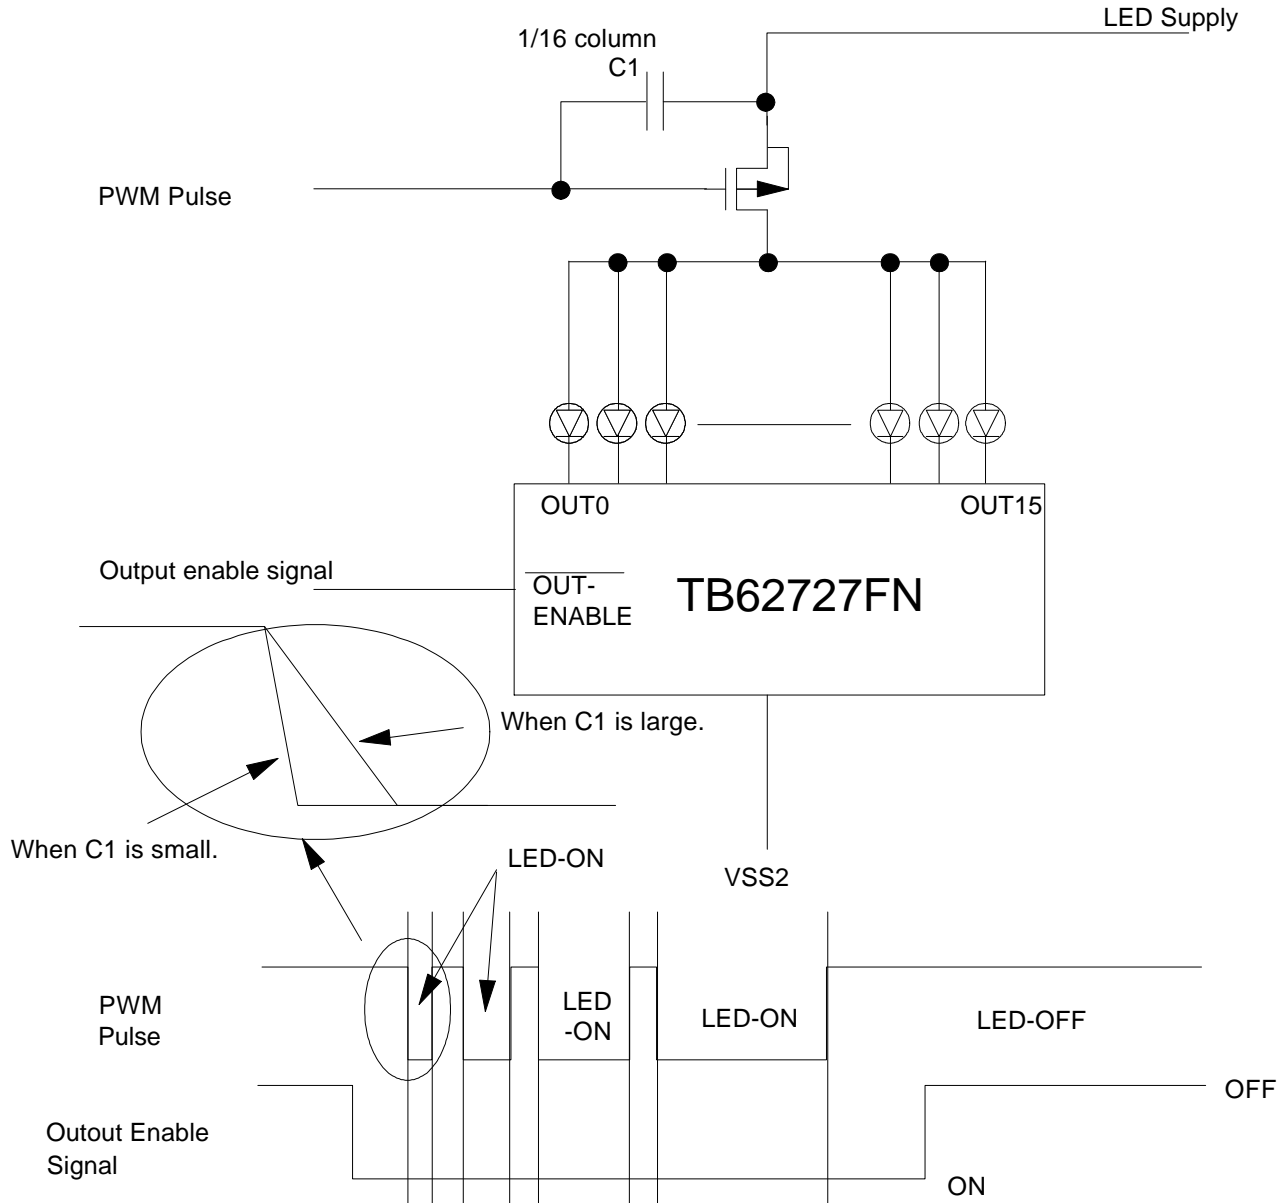 LED Supply
1/16 column
C1
PWM Pulse
OUT0
OUT15
Output enable signal
OUT-
ENABLE
TB62727FN
When C1 is large.
When C1 is small.
LED-ON
VSS2
PWM
Pulse
LED
-ON
LED-ON
LED-OFF
OFF
Outout Enable
Signal
ON